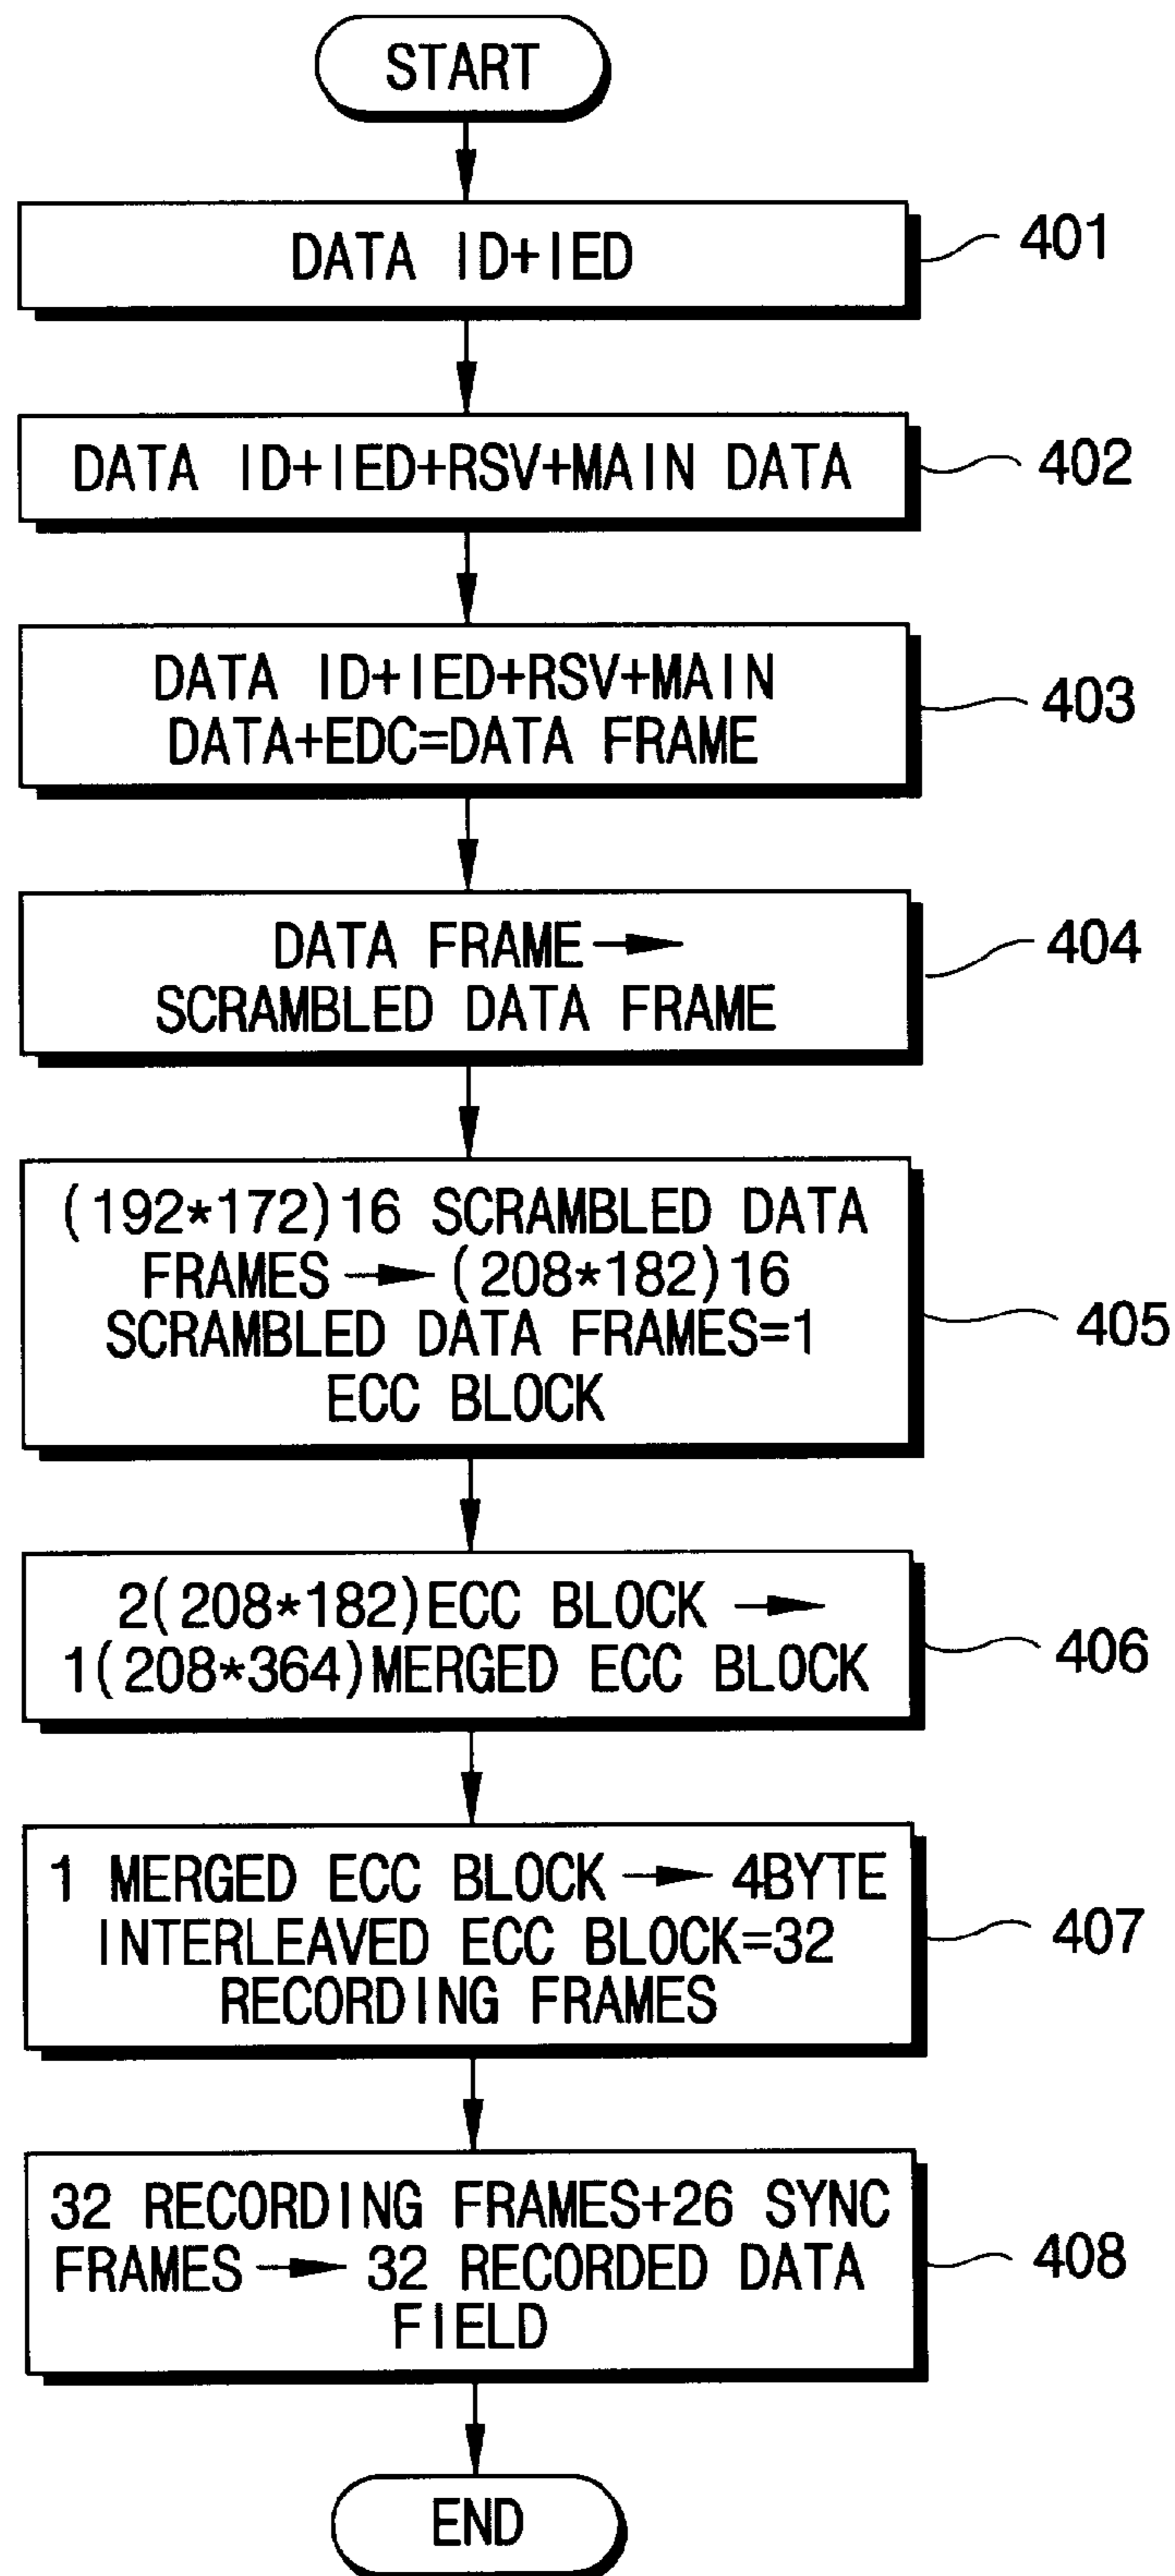 START
DATA ID+IED
401
DATA ID+IED+RSV+MAIN DATA
402
DATA ID+IED+RSV+MAIN
DATA+EDC=DATA FRAME
403
DATA FRAME →
SCRAMBLED DATA FRAME
404
(192*172)16 SCRAMBLED DATA
FRAMES → (208*182)16
SCRAMBLED DATA FRAMES=1
ECC BLOCK
405
2(208*182)ECC BLOCK →
1(208*364)MERGED ECC BLOCK
406
1 MERGED ECC BLOCK → 4BYTE
INTERLEAVED ECC BLOCK=32
RECORDING FRAMES
407
32 RECORDING FRAMES+26 SYNC
FRAMES → 32 RECORDED DATA
FIELD
408
END